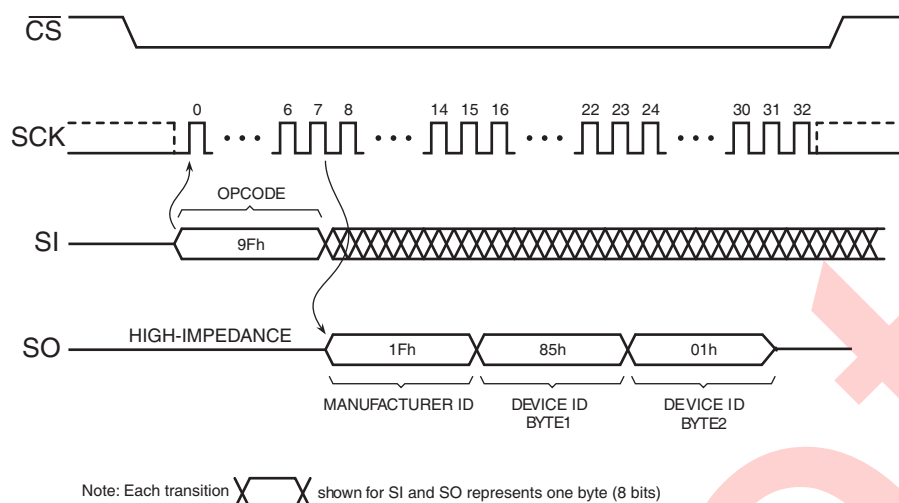 CS
0 6 7 8 14 15 16 22 23 24 30 31 32
SCK • • • • • • • • • • • •
OPCODE
SI 9Fh
HIGH-IMPEDANCE
SO 1Fh 85h 01h
MANUFACTURER ID DEVICE ID DEVICE ID
BYTE1 BYTE2
Note: Each transition shown for SI and SO represents one byte (8 bits)